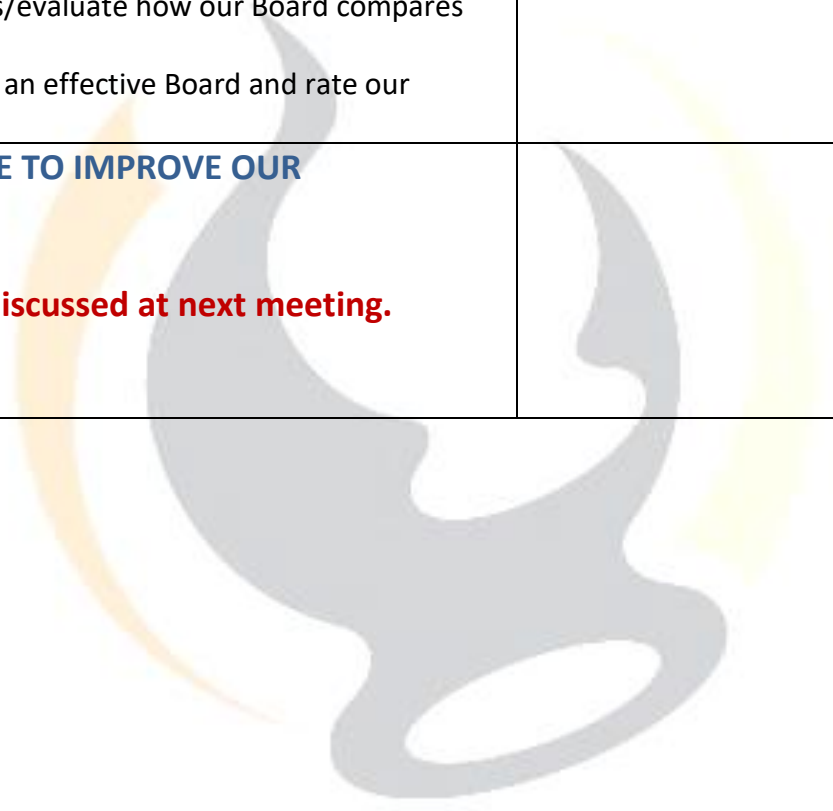 s/evaluate how our Board compares
an effective Board and rate our
E TO IMPROVE OUR
iscussed at next meeting.